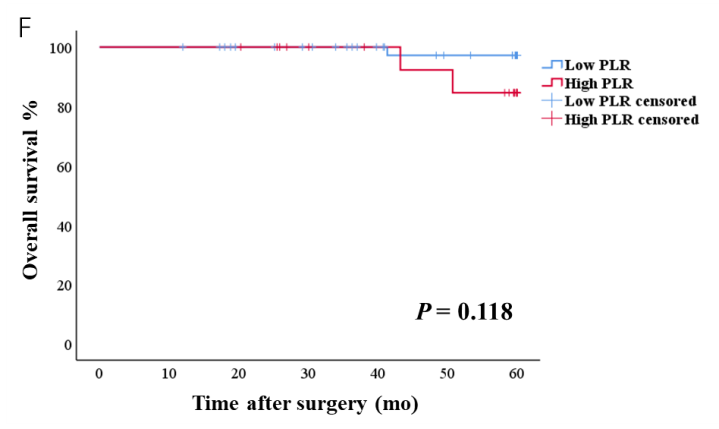 F
100
80
60
40
20
0
0 10 20 30 40 50 60
Overall survival %
Time after surgery (mo)
P = 0.118
Low PLR
High PLR
Low PLR censored
High PLR censored